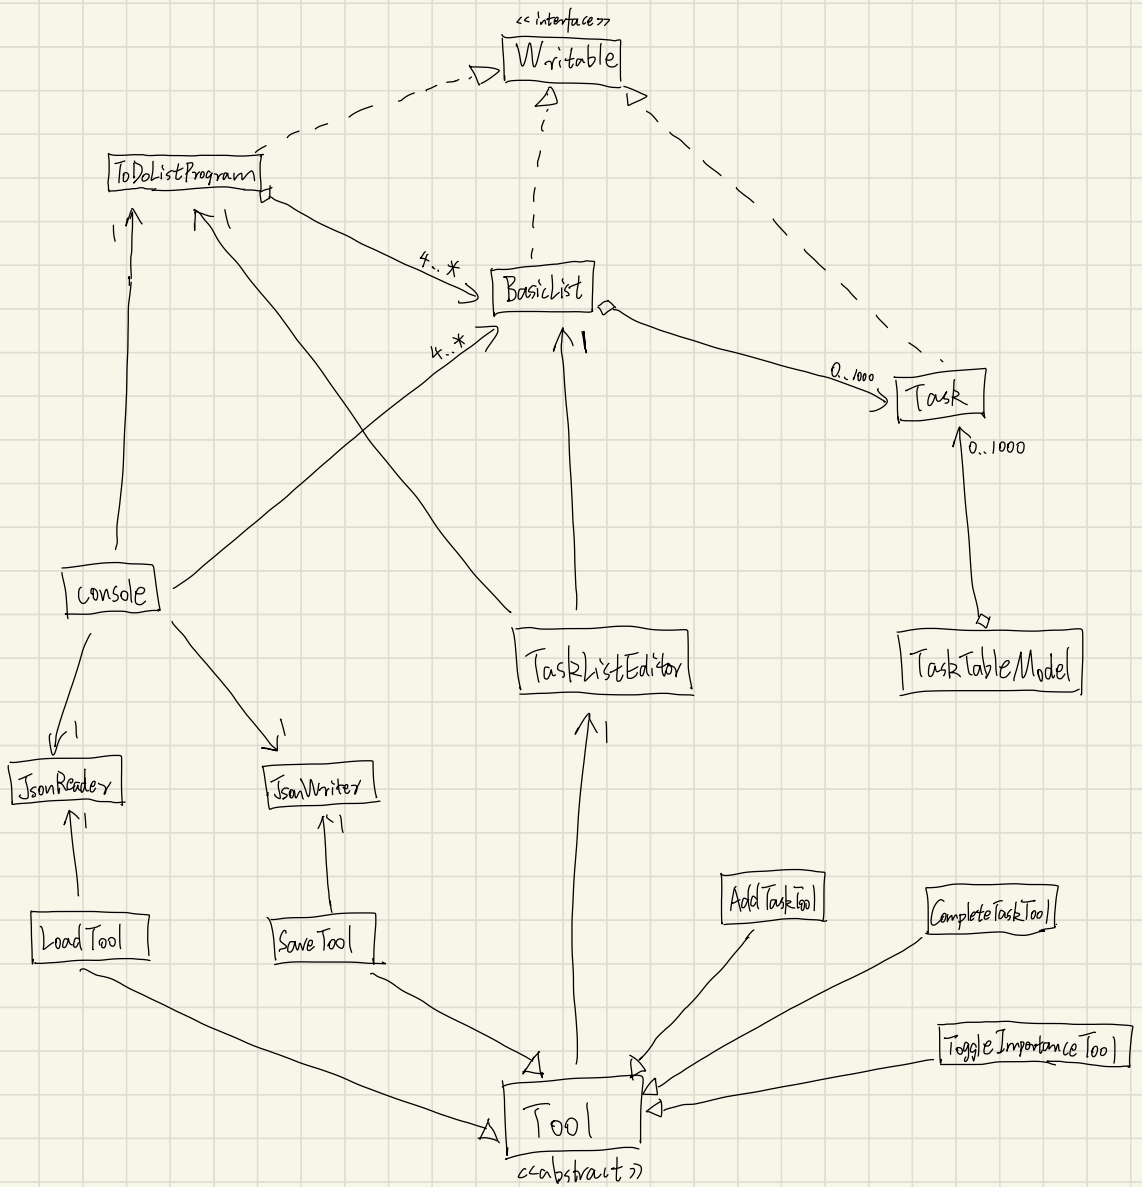 <<interface>>
Writable
ToDoListProgram
1
1
4..*
BasicList
4..*
1
0..1000
Task
0..1000
console
TaskListEditor
TaskTableModel
1
1
1
JsonReader
JsonWriter
1
1
AddTaskTool
CompleteTaskTool
LoadTool
SaveTool
ToggleImportanceTool
Tool
<<abstract>>